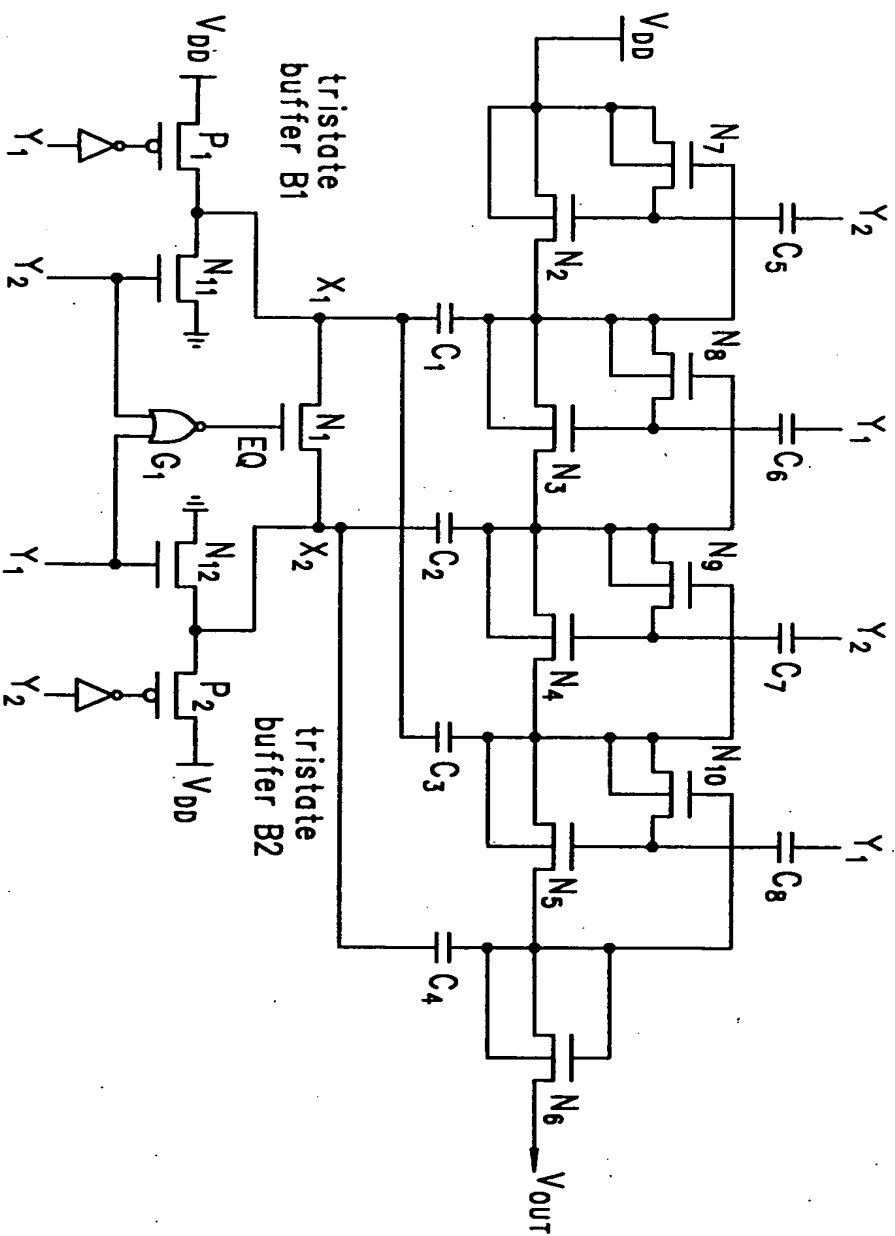 Y2
Y1
Y2
Y1
C5
C6
C7
C8
N7
N8
N9
N10
VDD
N2
N3
N4
N5
N6
VOUT
C1
C2
C3
C4
X1
N1
X2
EQ
tristate
buffer B1
tristate
buffer B2
VDD
P1
N11
G1
N12
P2
VDD
Y1
Y2
Y1
Y2